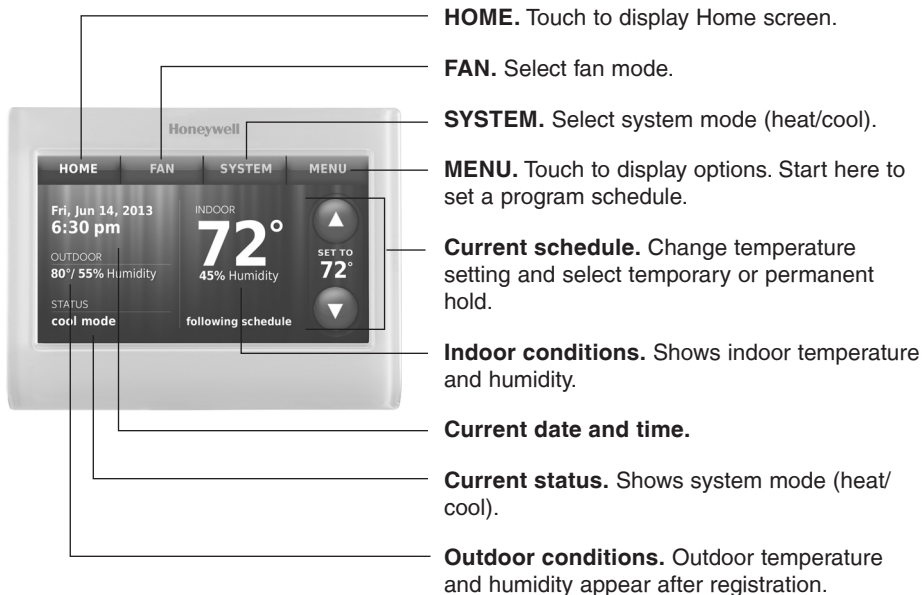 HOME. Touch to display Home screen.
FAN. Select fan mode.
SYSTEM. Select system mode (heat/cool).
MENU. Touch to display options. Start here to
set a program schedule.
Current schedule. Change temperature
setting and select temporary or permanent
hold.
Indoor conditions. Shows indoor temperature
and humidity.
Current date and time.
Current status. Shows system mode (heat/
cool).
Outdoor conditions. Outdoor temperature
and humidity appear after registration.
Honeywell
HOME FAN SYSTEM MENU
Fri, Jun 14, 2013
6:30 pm
OUTDOOR
80°/ 55% Humidity
STATUS
cool mode
INDOOR
72°
45% Humidity
following schedule
SET TO
72°